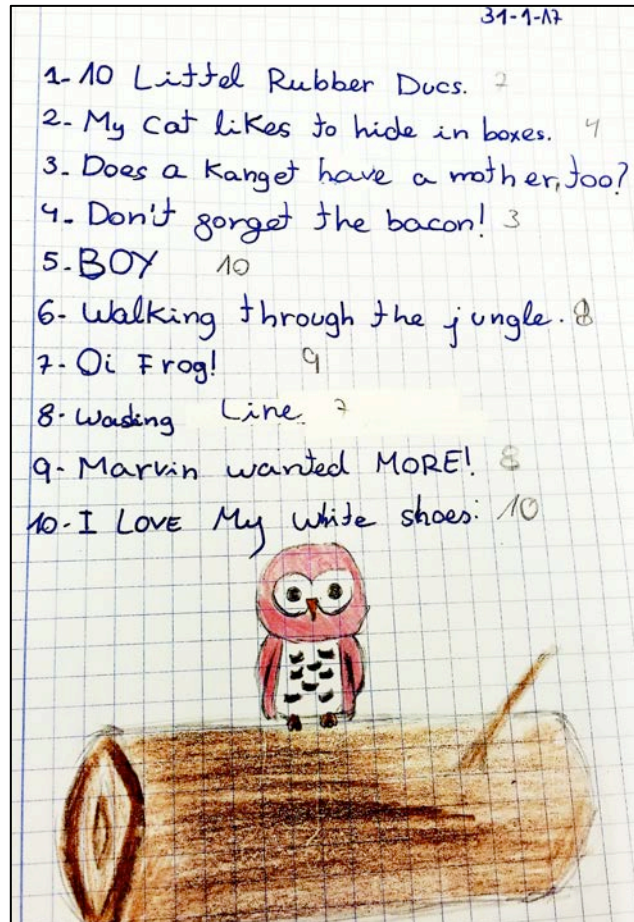 31-1-17
1-10 Littel Rubber Ducs. 7
2- My cat likes to hide in boxes. 4
3. Does a Kanget have a mother, too?
4- Don't gorget the bacon! 3
5- BOY 10
6- Walking through the jungle. 8
7- Oi Frog! 9
8- Line 7
9- Marvin wanted MORE! 8
10- I LOVE My white shoes: 10